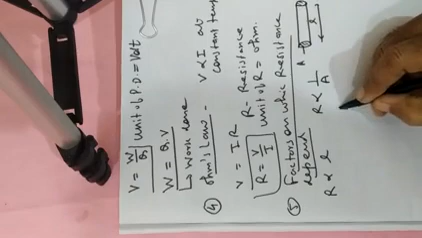 V = W/Q unit of P.D. = Volt
W = Q.V
↳ Work done
④ ohm's Law - V ∝ I at
constant temp
V = IR
R = V/I R - Resistance
unit of R = ohm.
⑤ Factors on whic Resistance
depend
R ∝ l R ∝ 1/A
A l